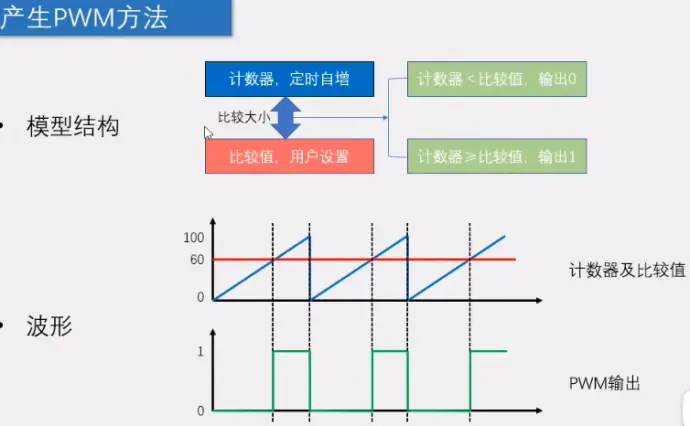 产生PWM方法
• 模型结构
计数器，定时自增
比较大小
比较值，用户设置
计数器＜比较值，输出0
计数器≥比较值，输出1
• 波形
100
60
0
计数器及比较值
1
0
PWM输出